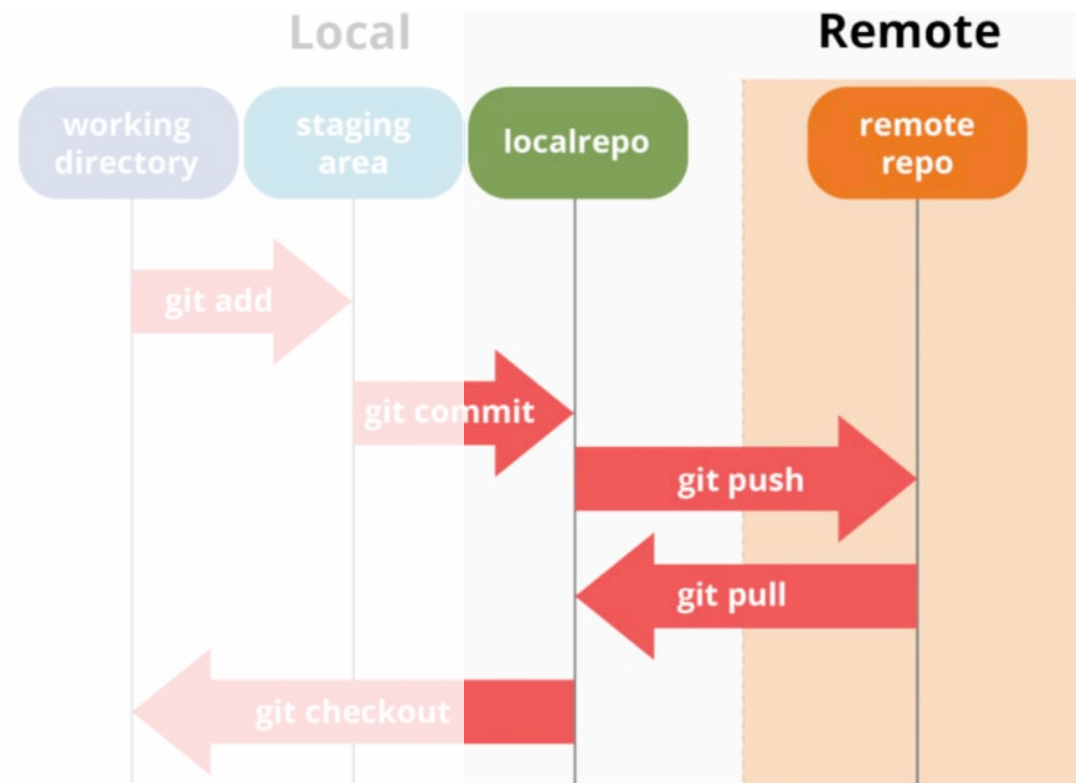 Local
Remote
working
directory
staging
area
localrepo
remote
repo
git add
git commit
git push
git pull
git checkout